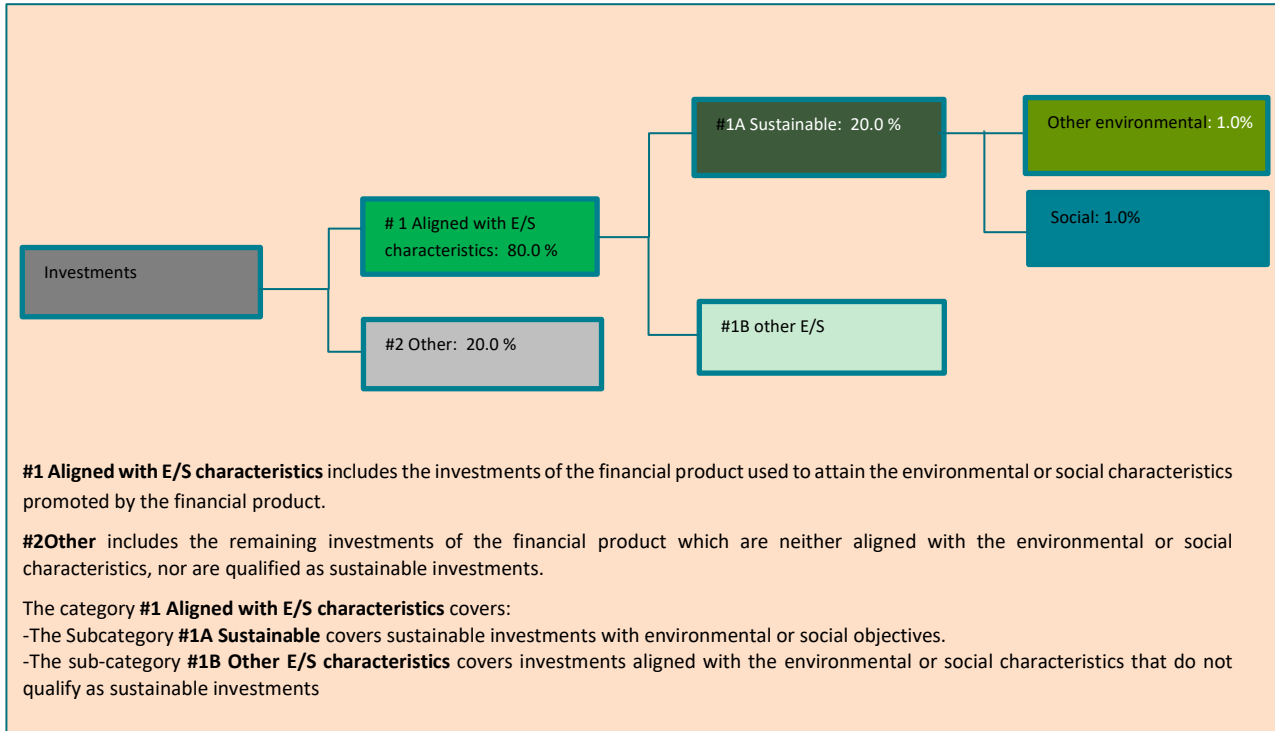 #1A Sustainable: 20.0 %
Other environmental: 1.0%
# 1 Aligned with E/S
characteristics: 80.0 %
Social: 1.0%
Investments
#2 Other: 20.0 %
#1B other E/S
#1 Aligned with E/S characteristics includes the investments of the financial product used to attain the environmental or social characteristics
promoted by the financial product.
#2Other includes the remaining investments of the financial product which are neither aligned with the environmental or social
characteristics, nor are qualified as sustainable investments.
The category #1 Aligned with E/S characteristics covers:
-The Subcategory #1A Sustainable covers sustainable investments with environmental or social objectives.
-The sub-category #1B Other E/S characteristics covers investments aligned with the environmental or social characteristics that do not
qualify as sustainable investments